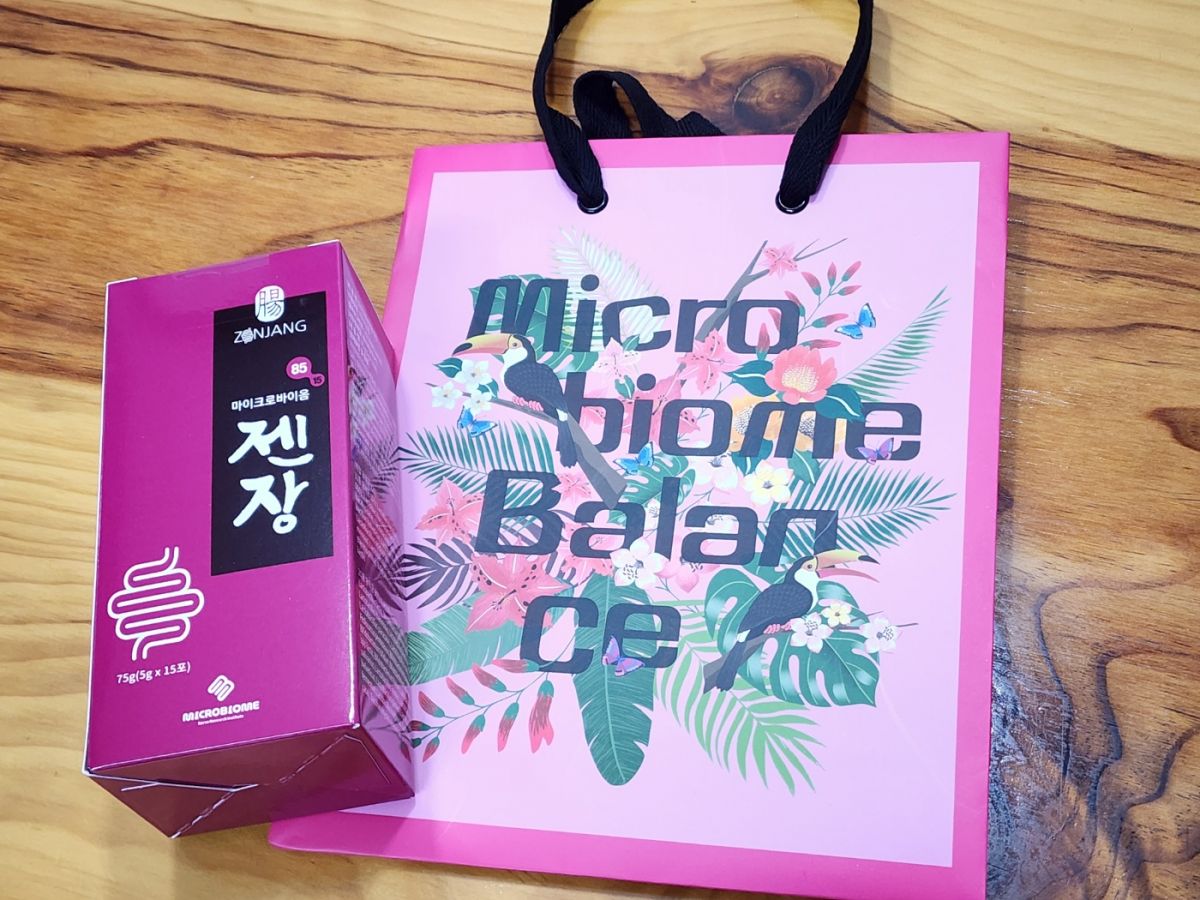 腸
ZENJANG
85
15
마이크로바이옴
젠
장
75g(5g x 15포)
MICROBIOME
Micro
biome
Balan
ce